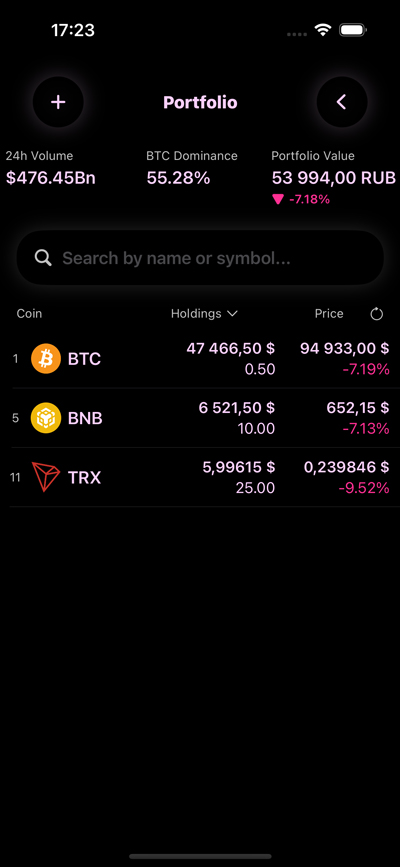 17:23
Portfolio
24h Volume BTC Dominance Portfolio Value
$476.45Bn 55.28% 53 994,00 RUB
-7.18%
Search by name or symbol...
Coin Holdings Price
1 BTC 47 466,50 $ 94 933,00 $
0.50 -7.19%
5 BNB 6 521,50 $ 652,15 $
10.00 -7.13%
11 TRX 5,99615 $ 0,239846 $
25.00 -9.52%